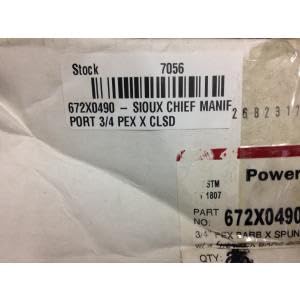 Stock 7056
672X0490 - SIOUX CHIEF MANIF
PORT 3/4 PEX X CLSD
Power
STM
1807
PART
NO: 672X0490
3/4" PEX BARB X SPUN
QTY: